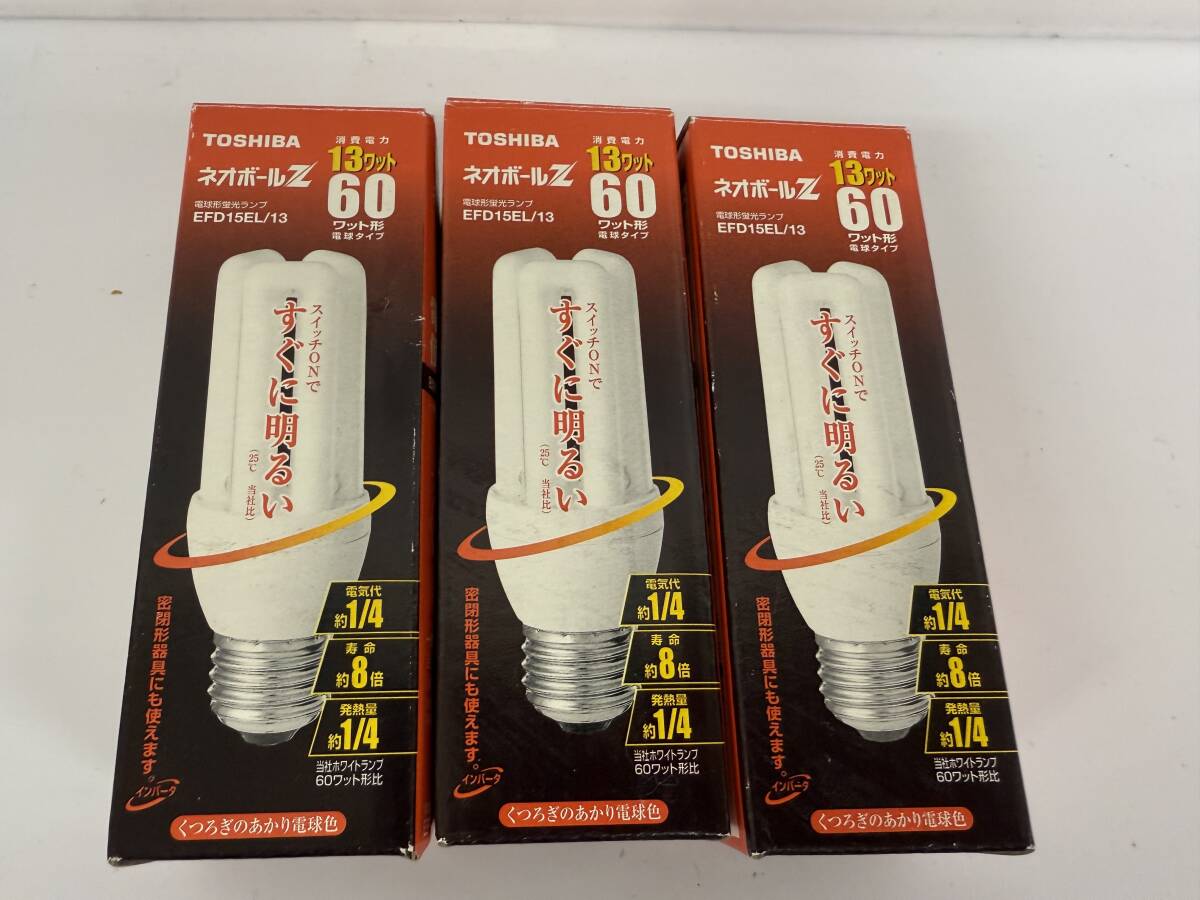 TOSHIBA
ネオボールZ
電球形蛍光ランプ
EFD15EL/13
消費電力
13ワット
60
ワット形
電球タイプ
スイッチONで
すぐに明るい
(25℃ 当社比)
電気代
約1/4
寿命
約8倍
発熱量
約1/4
当社ホワイトランプ
60ワット形比
密閉形器具にも使えます。
インバータ
くつろぎのあかり電球色
TOSHIBA
ネオボールZ
電球形蛍光ランプ
EFD15EL/13
消費電力
13ワット
60
ワット形
電球タイプ
スイッチONで
すぐに明るい
(25℃ 当社比)
電気代
約1/4
寿命
約8倍
発熱量
約1/4
当社ホワイトランプ
60ワット形比
密閉形器具にも使えます。
インバータ
くつろぎのあかり電球色
TOSHIBA
ネオボールZ
電球形蛍光ランプ
EFD15EL/13
消費電力
13ワット
60
ワット形
電球タイプ
スイッチONで
すぐに明るい
(25℃ 当社比)
電気代
約1/4
寿命
約8倍
発熱量
約1/4
当社ホワイトランプ
60ワット形比
密閉形器具にも使えます。
インバータ
くつろぎのあかり電球色